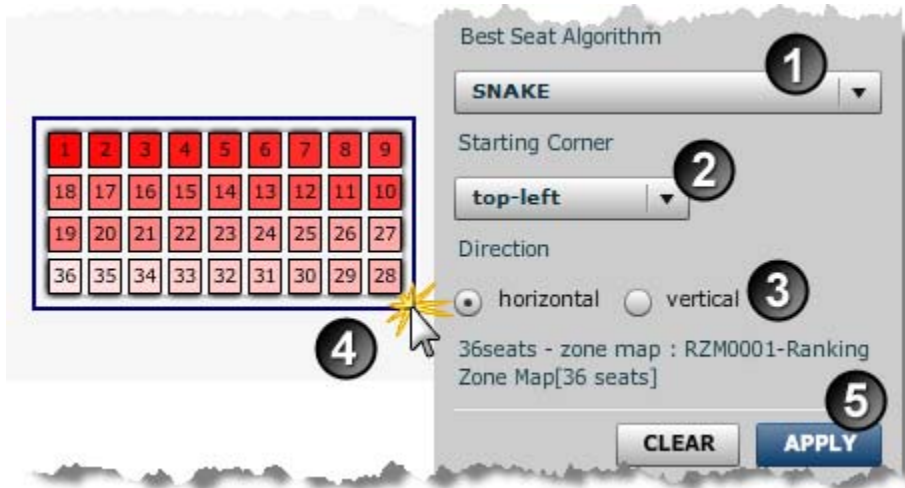 1 2 3 4 5 6 7 8 9
18 17 16 15 14 13 12 11 10
19 20 21 22 23 24 25 26 27
36 35 34 33 32 31 30 29 28
4
Best Seat Algorithm
1
SNAKE
Starting Corner
2
top-left
Direction
horizontal vertical
3
36seats - zone map : RZM0001-Ranking
Zone Map[36 seats]
5
CLEAR APPLY